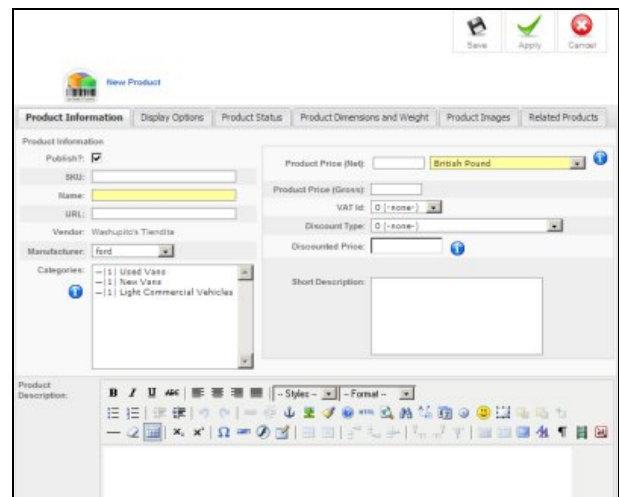 Save Apply Cancel
New Product
Product Information Display Options Product Status Product Dimensions and Weight Product Images Related Products
Product Information
Publish?:
SKU:
Name:
URL:
Vendor: Washupito's Tiendita
Manufacturer: ford
Categories: -|1| Used Vans
-|1| New Vans
-|1| Light Commercial Vehicles
Product Price (Net): British Pound
Product Price (Gross):
VAT Id: 0 (-none-)
Discount Type: 0 (-none-)
Discounted Price:
Short Description:
Product
Description:
B I U ABC -- Styles -- -- Format --